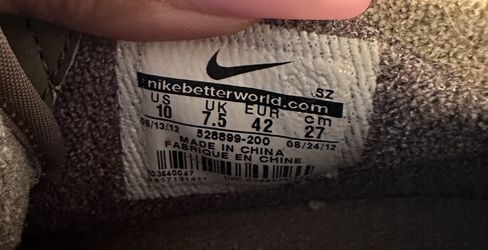 SZ
nikebetterworld.com
US UK EUR cm
10 7.5 42 27
06/13/12 08/24/12
528899-200
MADE IN CHINA
FABRIQUE EN CHINE